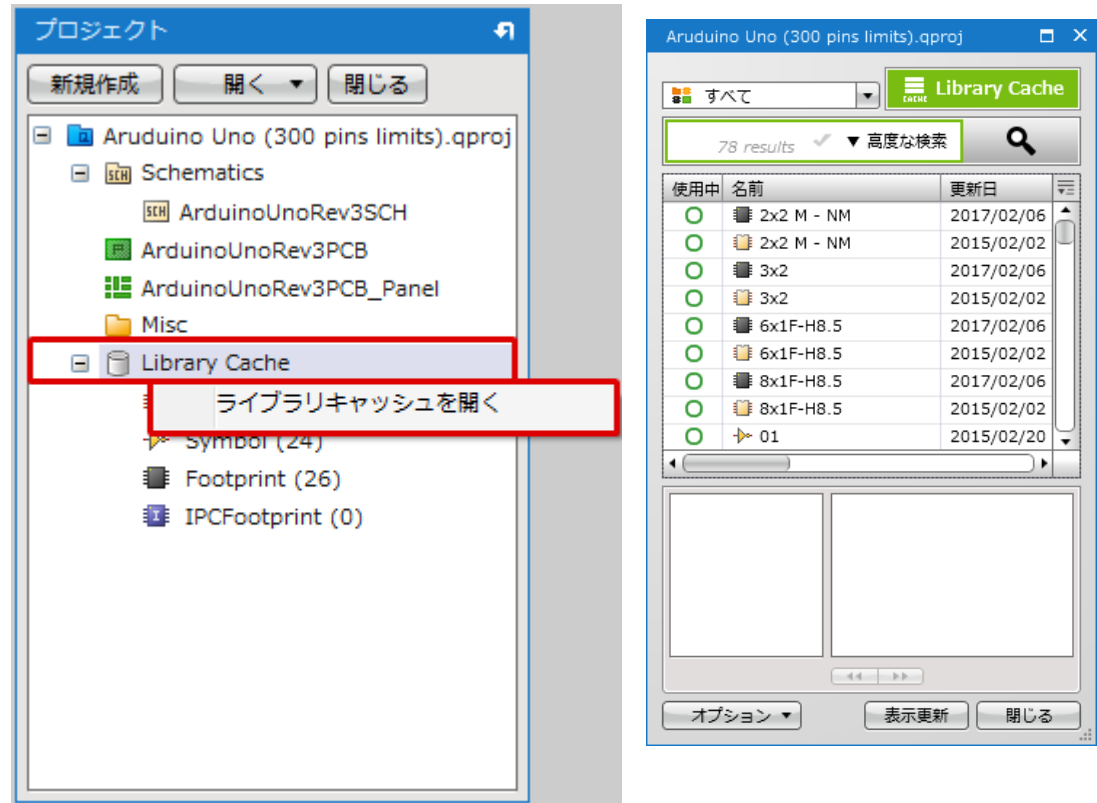 プロジェクト
新規作成
開く
閉じる
Aruduino Uno (300 pins limits).qproj
Schematics
ArduinoUnoRev3SCH
ArduinoUnoRev3PCB
ArduinoUnoRev3PCB_Panel
Misc
Library Cache
ライブラリキャッシュを開く
Symbol (24)
Footprint (26)
IPCFootprint (0)
Aruduino Uno (300 pins limits).qproj
すべて
CACHE Library Cache
78 results ▼ 高度な検索
使用中 名前 更新日
2x2 M - NM 2017/02/06
2x2 M - NM 2015/02/02
3x2 2017/02/06
3x2 2015/02/02
6x1F-H8.5 2017/02/06
6x1F-H8.5 2015/02/02
8x1F-H8.5 2017/02/06
8x1F-H8.5 2015/02/02
01 2015/02/20
オプション ▼
表示更新
閉じる